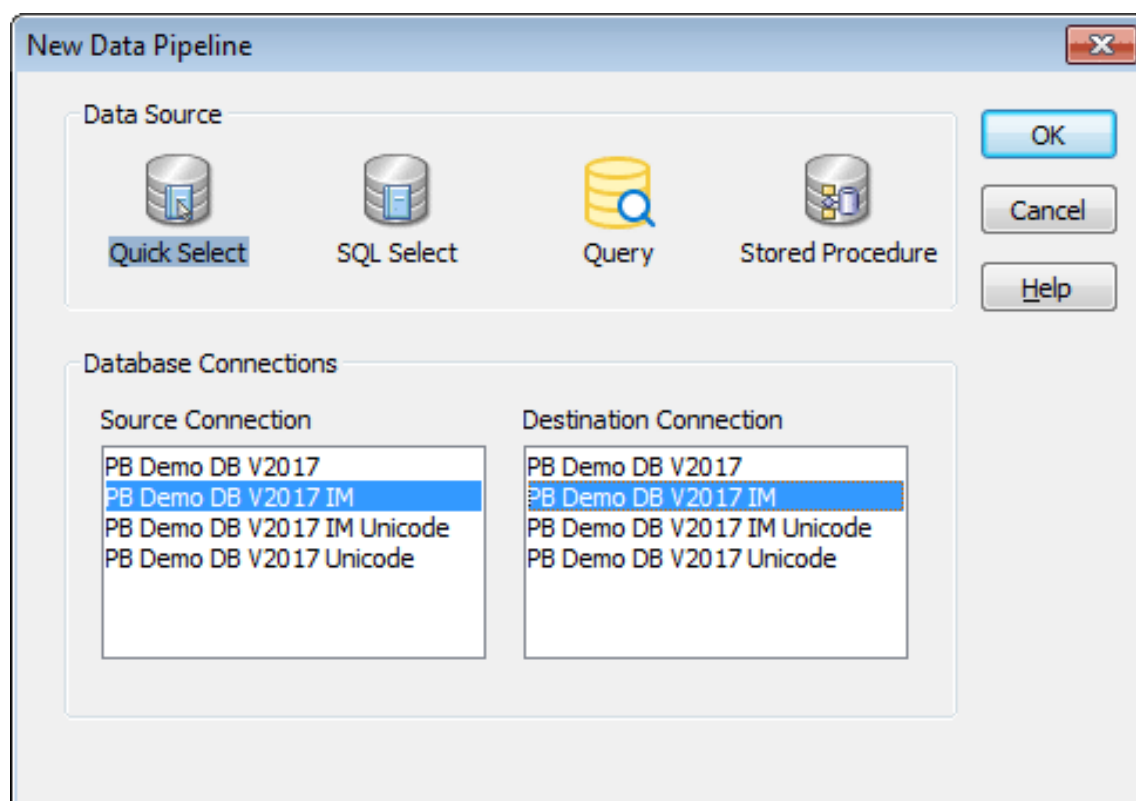 New Data Pipeline
Data Source
OK
Quick Select
SQL Select
Query
Stored Procedure
Cancel
Help
Database Connections
Source Connection
Destination Connection
PB Demo DB V2017
PB Demo DB V2017 IM
PB Demo DB V2017 IM Unicode
PB Demo DB V2017 Unicode
PB Demo DB V2017
PB Demo DB V2017 IM
PB Demo DB V2017 IM Unicode
PB Demo DB V2017 Unicode